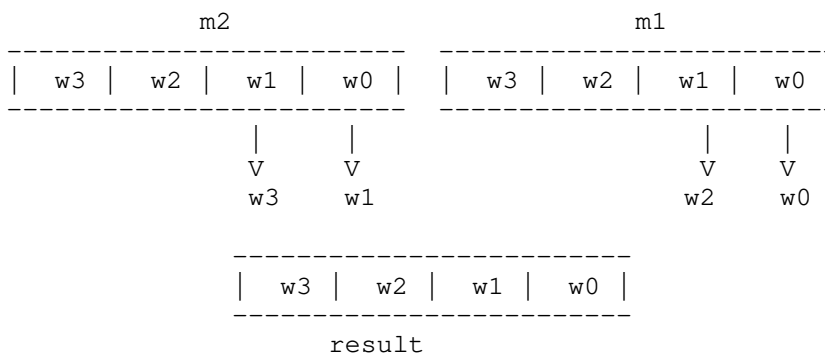 m2 m1
| w3 | w2 | w1 | w0 | | w3 | w2 | w1 | w0
| | | |
V V V V
w3 w1 w2 w0
| w3 | w2 | w1 | w0 |
result